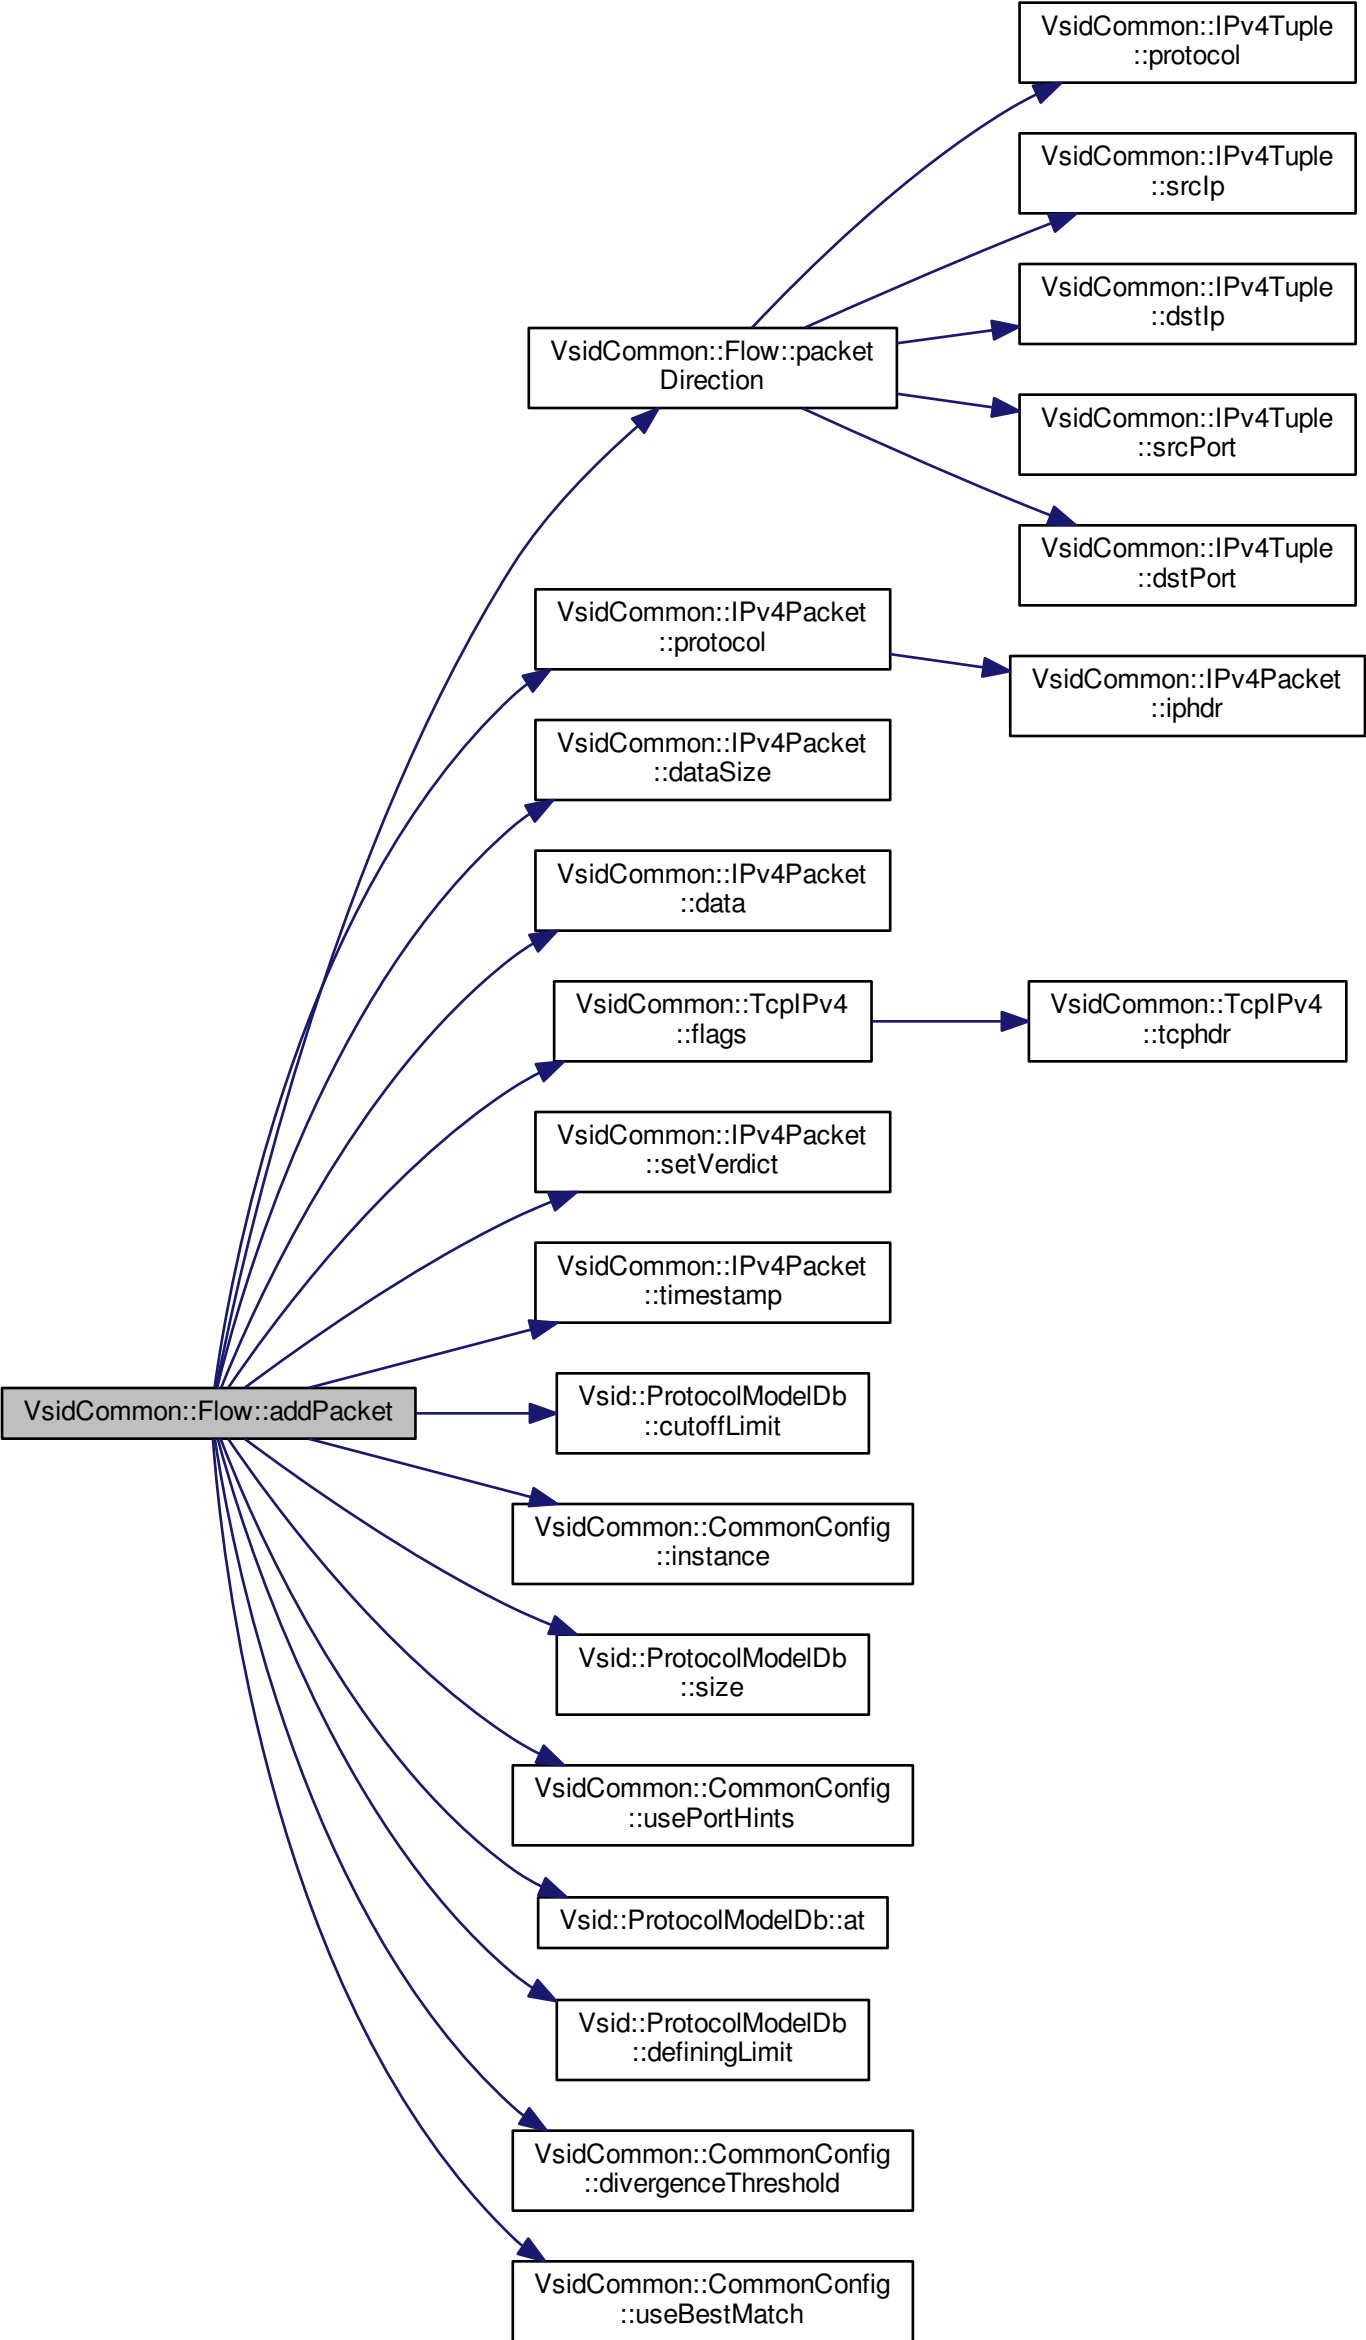 VsidCommon::IPv4Tuple
::protocol
VsidCommon::IPv4Tuple
::srcIp
VsidCommon::IPv4Tuple
::dstIp
VsidCommon::Flow::packet
Direction
VsidCommon::IPv4Tuple
::srcPort
VsidCommon::IPv4Tuple
::dstPort
VsidCommon::IPv4Packet
::protocol
VsidCommon::IPv4Packet
::iphdr
VsidCommon::IPv4Packet
::dataSize
VsidCommon::IPv4Packet
::data
VsidCommon::TcpIPv4
::flags
VsidCommon::TcpIPv4
::tcphdr
VsidCommon::IPv4Packet
::setVerdict
VsidCommon::IPv4Packet
::timestamp
VsidCommon::Flow::addPacket
Vsid::ProtocolModelDb
::cutoffLimit
VsidCommon::CommonConfig
::instance
Vsid::ProtocolModelDb
::size
VsidCommon::CommonConfig
::usePortHints
Vsid::ProtocolModelDb::at
Vsid::ProtocolModelDb
::definingLimit
VsidCommon::CommonConfig
::divergenceThreshold
VsidCommon::CommonConfig
::useBestMatch